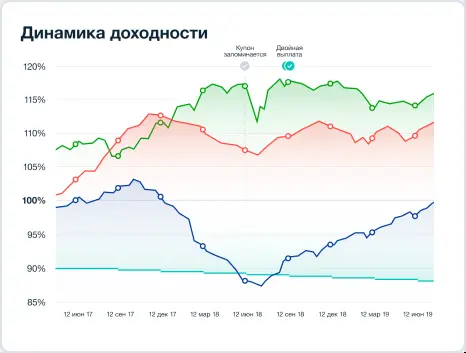 Динамика доходности
Купон
запоминается
Двойная
выплата
120%
115%
110%
105%
100%
95%
90%
85%
12 июн 17
12 сен 17
12 дек 17
12 мар 18
12 июн 18
12 сен 18
12 дек 18
12 мар 19
12 июн 19